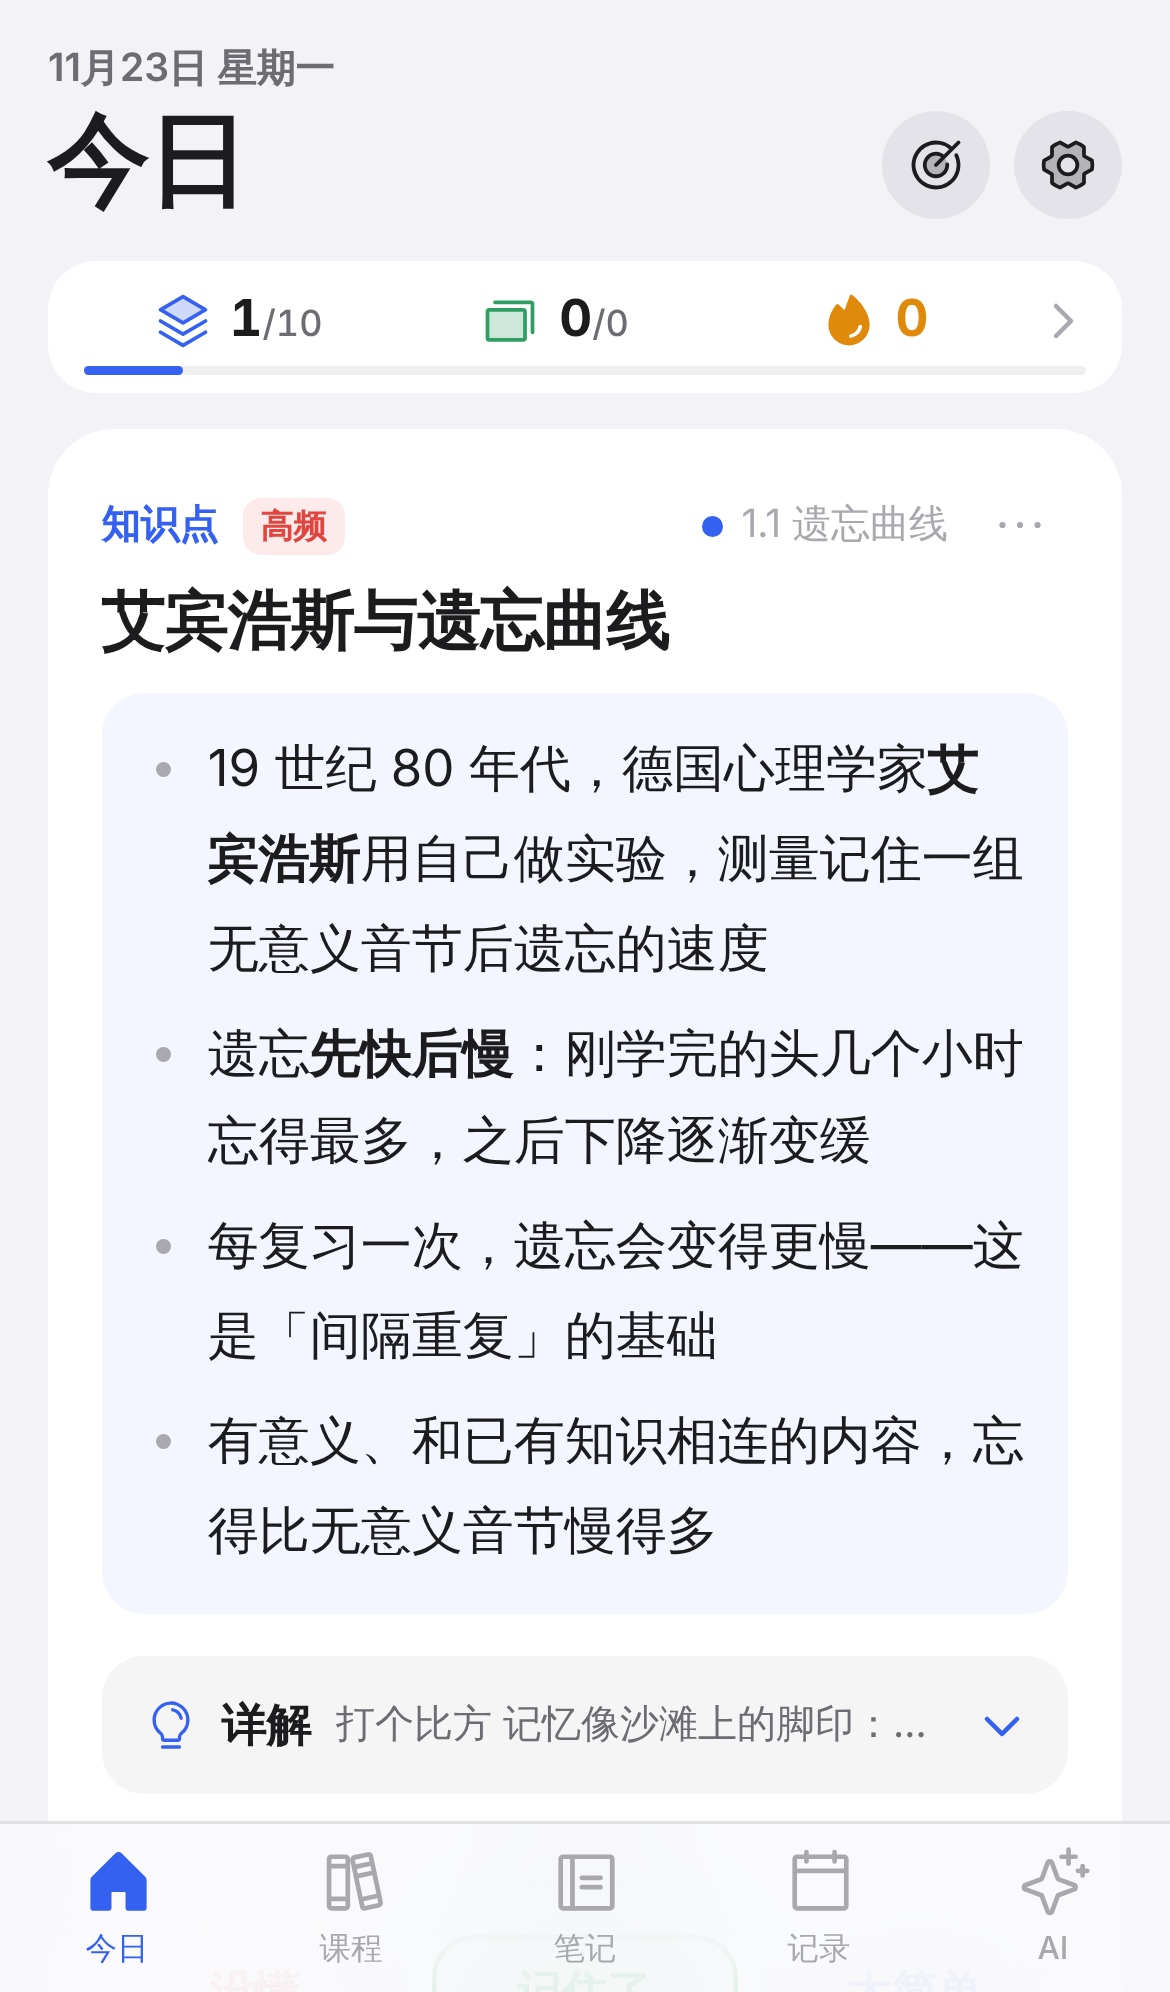 11月23日 星期一
今日
1/10 0/0 0
知识点 高频 1.1 遗忘曲线 ···
艾宾浩斯与遗忘曲线
19 世纪 80 年代，德国心理学家艾
宾浩斯用自己做实验，测量记住一组
无意义音节后遗忘的速度
遗忘先快后慢：刚学完的头几个小时
忘得最多，之后下降逐渐变缓
每复习一次，遗忘会变得更慢——这
是「间隔重复」的基础
有意义、和已有知识相连的内容，忘
得比无意义音节慢得多
详解 打个比方 记忆像沙滩上的脚印：...
今日 课程 笔记 记录 AI
没懂 记住了 太简单